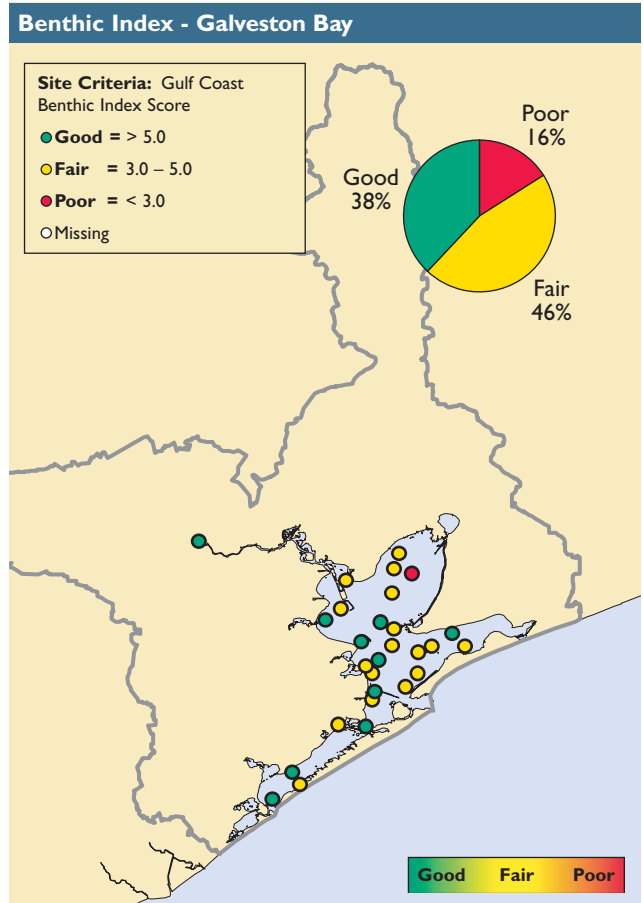 Benthic Index - Galveston Bay
Site Criteria: Gulf Coast
Benthic Index Score
Good = > 5.0
Fair = 3.0 – 5.0
Poor = < 3.0
Missing
Poor
16%
Good
38%
Fair
46%
Good Fair Poor